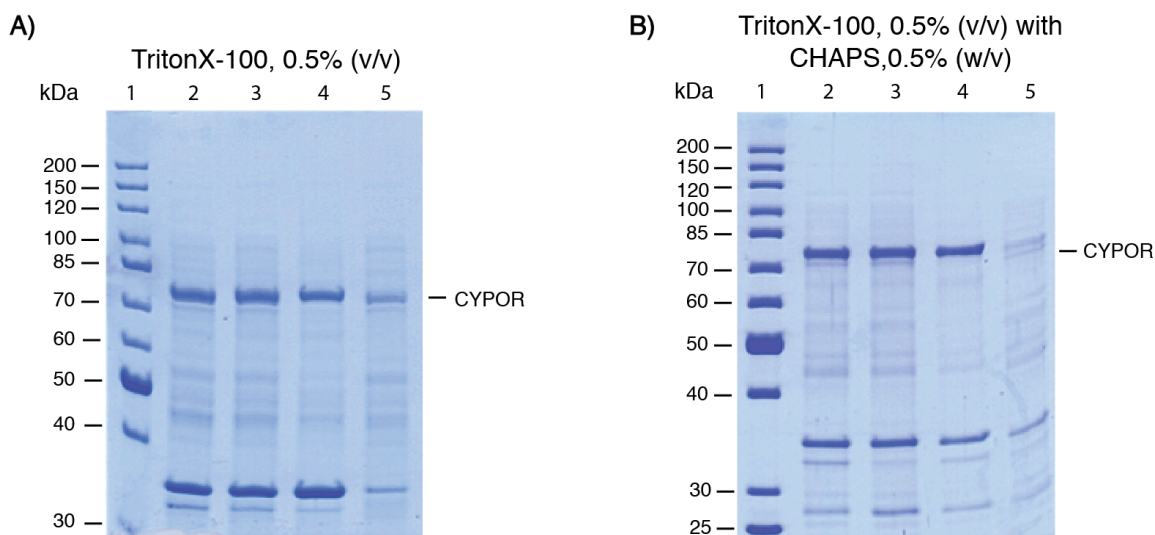 A)
TritonX-100, 0.5% (v/v)
kDa 1 2 3 4 5
200
150
120
100
85
70
60
50
40
30
CYPOR
B)
TritonX-100, 0.5% (v/v) with
CHAPS,0.5% (w/v)
kDa 1 2 3 4 5
200
150
120
100
85
70
60
50
40
30
25
CYPOR